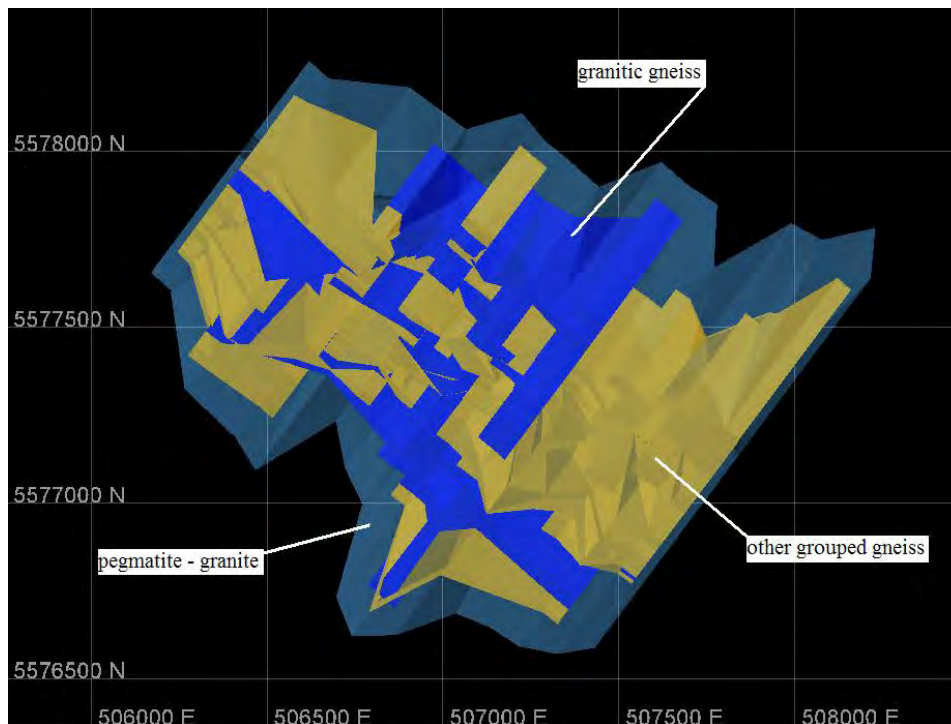 granitic gneiss
5578000 N
5577500 N
5577000 N
other grouped gneiss
pegmatite - granite
5576500 N
506000 E
506500 E
507000 E
507500 E
508000 E